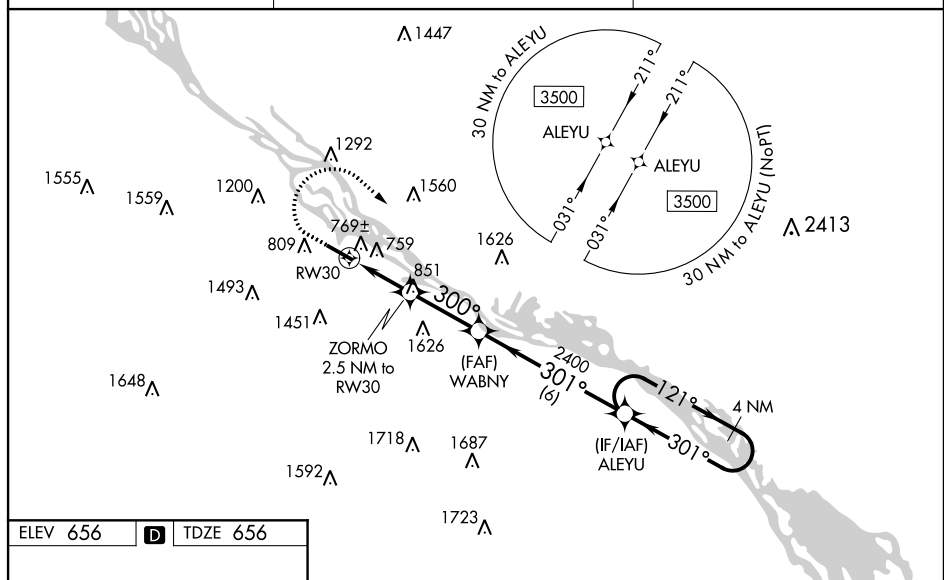 1447
30 NM to ALEYU
211°
211°
3500
ALEYU
ALEYU
3500
031°
031°
30 NM to ALEYU (NoPT)
2413
1292
1555
1559
1200
1560
769±
809
759
1626
RW30
851
1493
300°
1451
ZORMO
2.5 NM to
RW30
1626
(FAF)
WABNY
2400
301°
(6)
1648
121°
4 NM
301°
(IF/IAF)
ALEYU
1718
1687
1592
1723
ELEV 656
D
TDZE 656